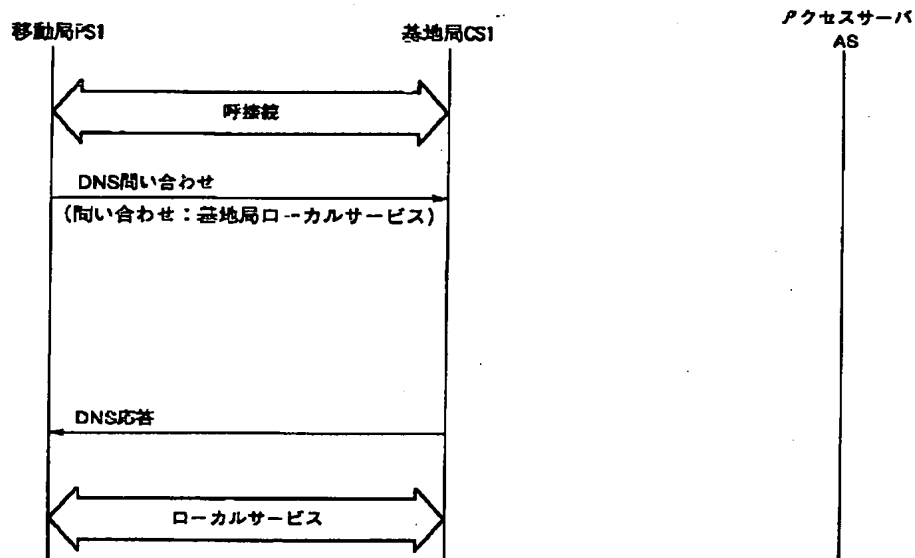 移動局PS1
基地局CS1
アクセスサーバ
AS
呼接続
DNS問い合わせ
(問い合わせ：基地局ローカルサービス)
DNS応答
ローカルサービス